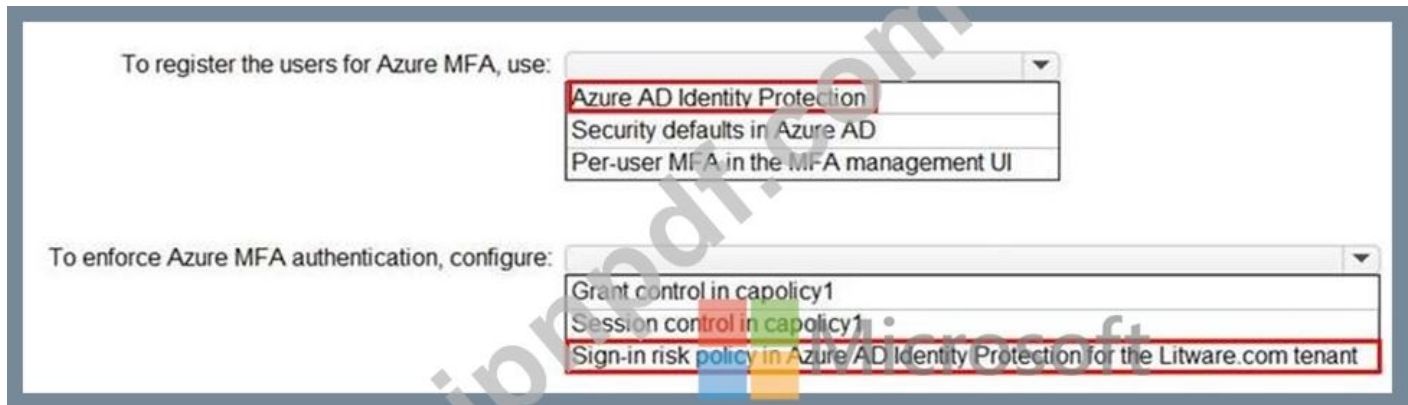 To register the users for Azure MFA, use:
Azure AD Identity Protection
Security defaults in Azure AD
Per-user MFA in the MFA management UI
To enforce Azure MFA authentication, configure:
Grant control in capolicy1
Session control in capolicy1
Sign-in risk policy in Azure AD Identity Protection for the Litware.com tenant
Microsoft
ipnpdf.com